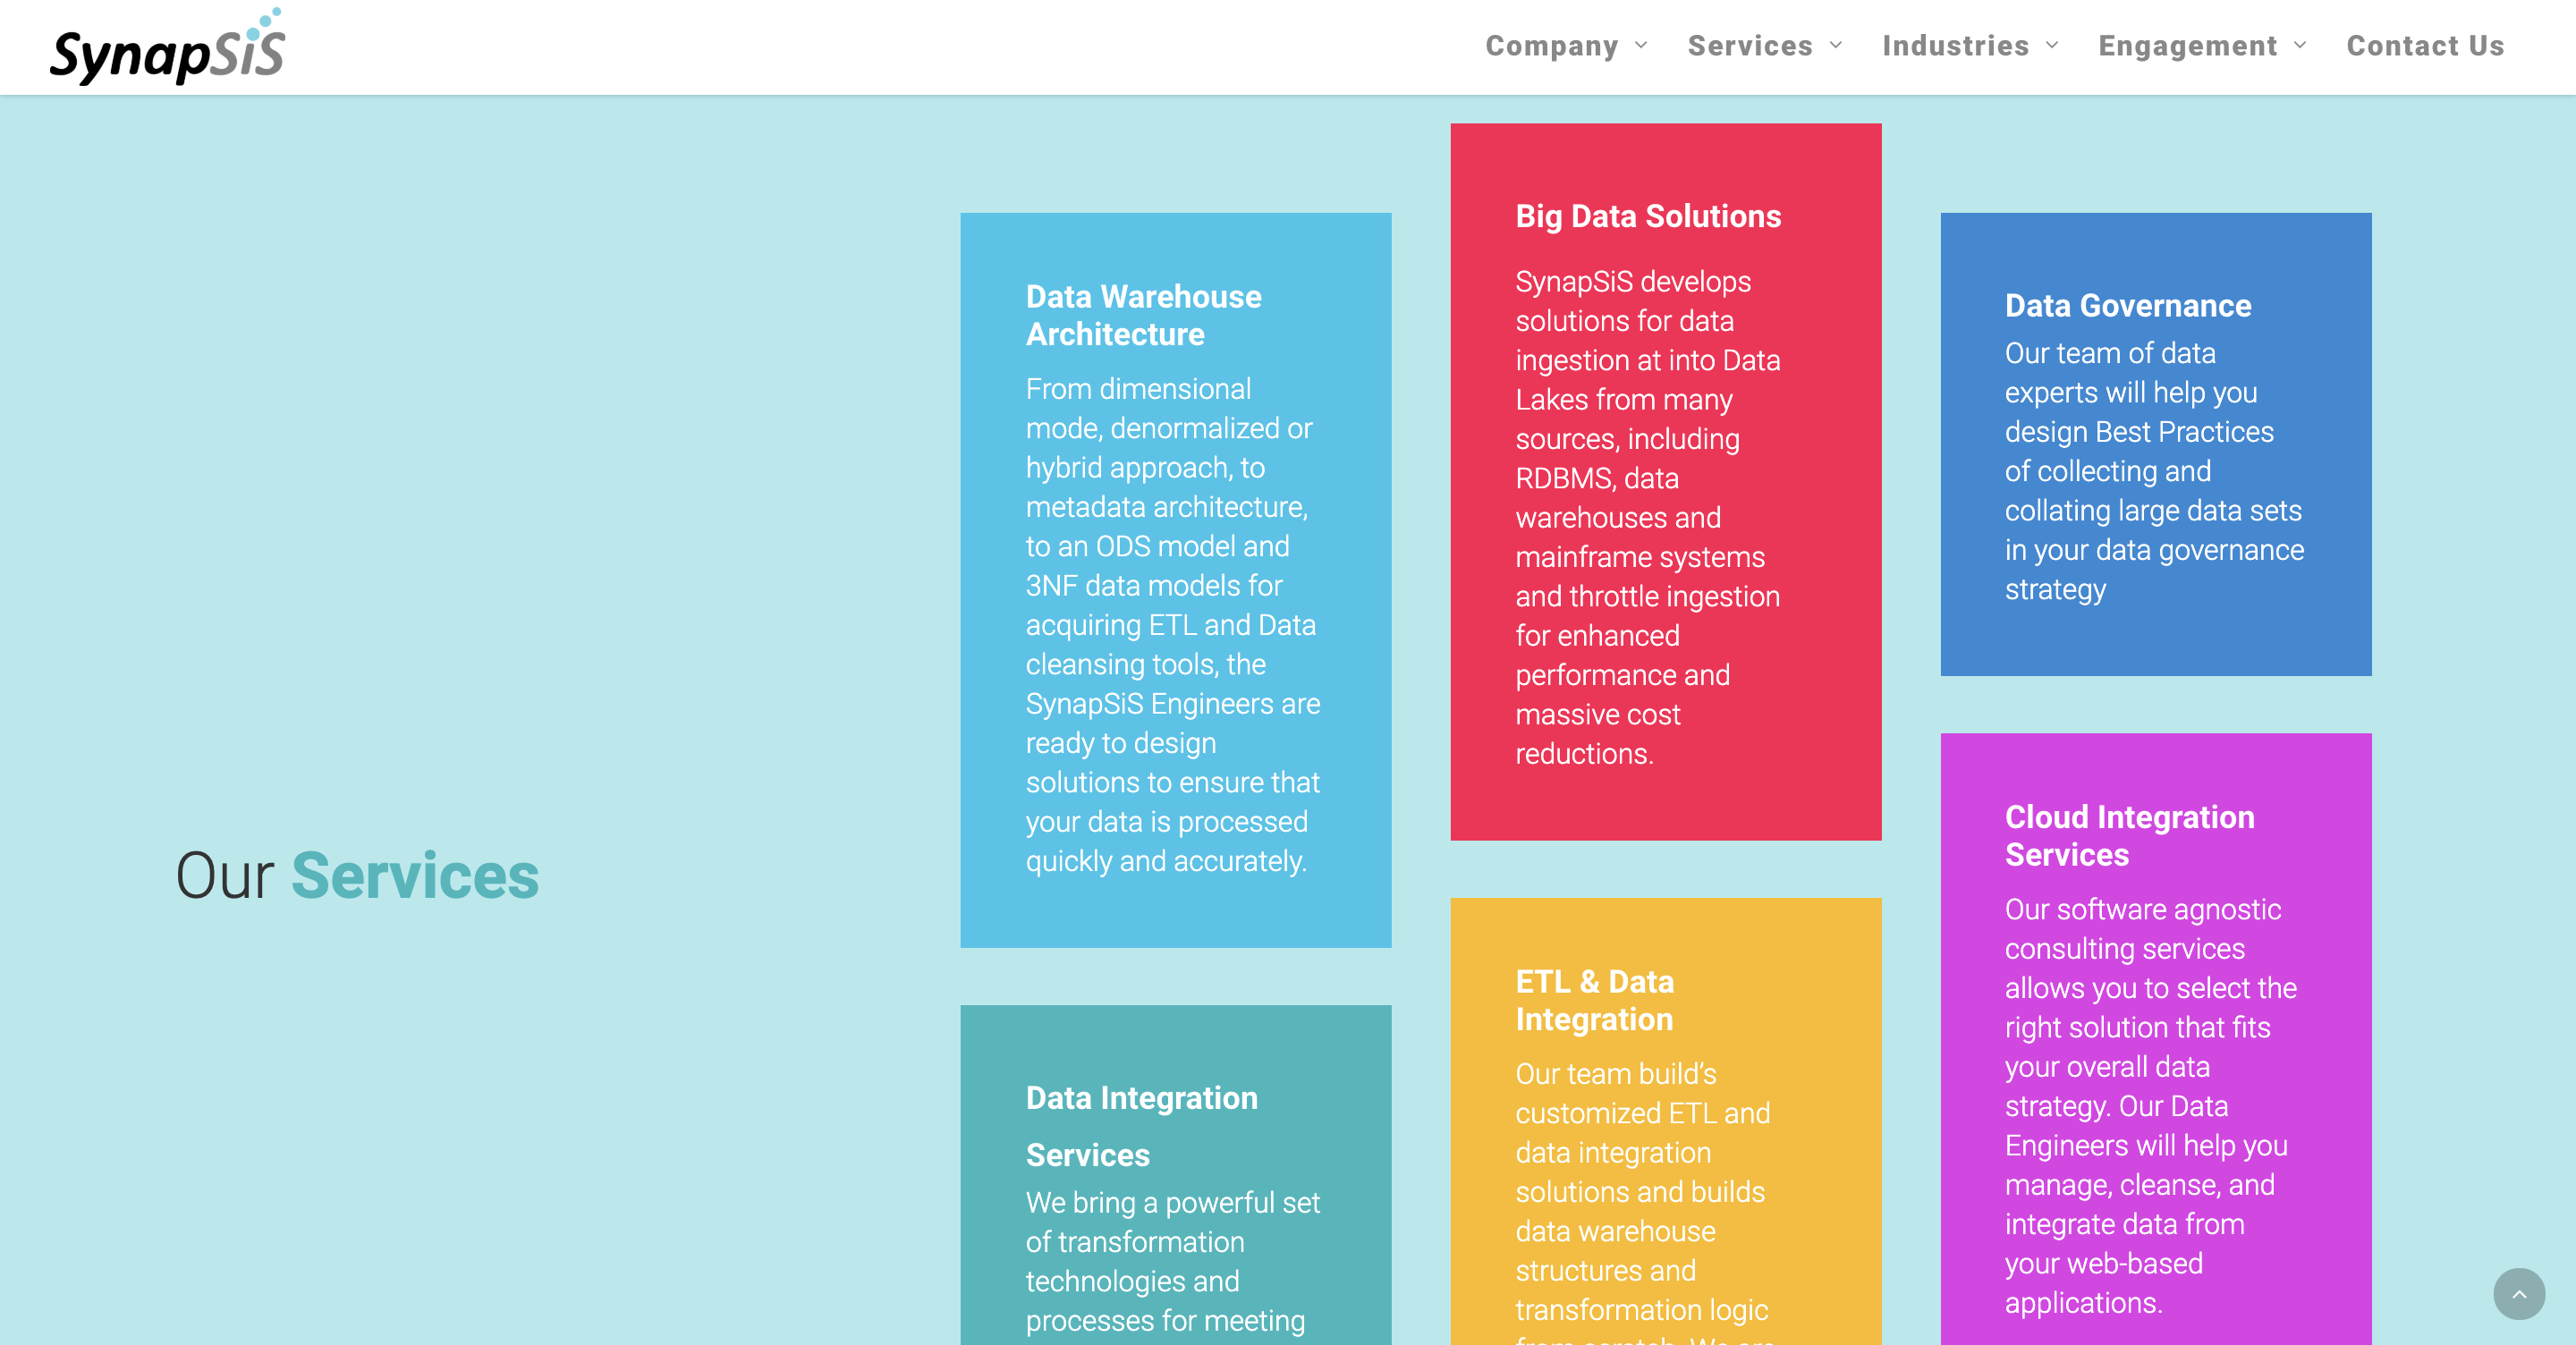 SynapSiS
Company
Services
Industries
Engagement
Contact Us
Our Services
Data Warehouse
Architecture
From dimensional
mode, denormalized or
hybrid approach, to
metadata architecture,
to an ODS model and
3NF data models for
acquiring ETL and Data
cleansing tools, the
SynapSiS Engineers are
ready to design
solutions to ensure that
your data is processed
quickly and accurately.
Data Integration
Services
We bring a powerful set
of transformation
technologies and
processes for meeting
Big Data Solutions
SynapSiS develops
solutions for data
ingestion at into Data
Lakes from many
sources, including
RDBMS, data
warehouses and
mainframe systems
and throttle ingestion
for enhanced
performance and
massive cost
reductions.
ETL & Data
Integration
Our team build’s
customized ETL and
data integration
solutions and builds
data warehouse
structures and
transformation logic
from scratch. We are
Data Governance
Our team of data
experts will help you
design Best Practices
of collecting and
collating large data sets
in your data governance
strategy
Cloud Integration
Services
Our software agnostic
consulting services
allows you to select the
right solution that fits
your overall data
strategy. Our Data
Engineers will help you
manage, cleanse, and
integrate data from
your web-based
applications.